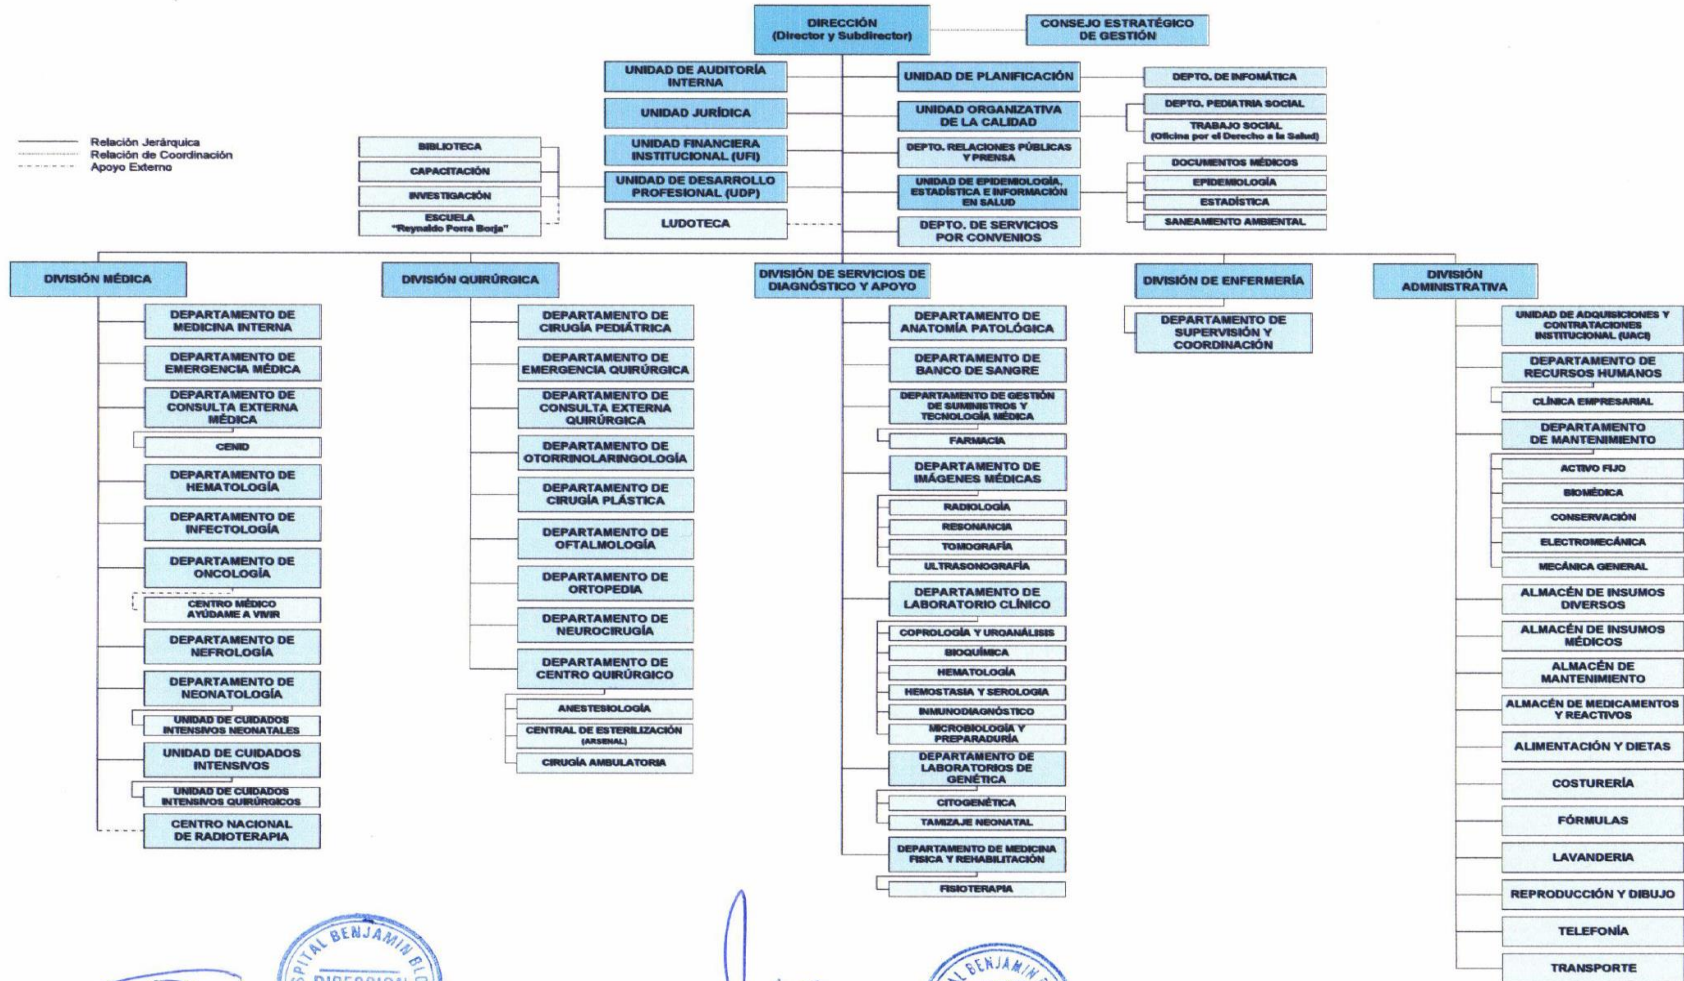 DIRECCIÓN
(Director y Subdirector)
CONSEJO ESTRATÉGICO
DE GESTIÓN
UNIDAD DE AUDITORÍA
INTERNA
UNIDAD DE PLANIFICACIÓN
DEPTO. DE INFOMÁTICA
UNIDAD JURÍDICA
UNIDAD ORGANIZATIVA
DE LA CALIDAD
DEPTO. PEDIATRIA SOCIAL
TRABAJO SOCIAL
(Oficina por el Derecho a la Salud)
Relación Jerárquica
Relación de Coordinación
Apoyo Externo
BIBLIOTECA
CAPACITACIÓN
INVESTIGACIÓN
ESCUELA
"Reynaldo Porra Borja"
UNIDAD FINANCIERA
INSTITUCIONAL (UFI)
UNIDAD DE DESARROLLO
PROFESIONAL (UDP)
LUDOTECA
DEPTO. RELACIONES PÚBLICAS
Y PRENSA
UNIDAD DE EPIDEMIOLOGÍA,
ESTADÍSTICA E INFORMACIÓN
EN SALUD
DEPTO. DE SERVICIOS
POR CONVENIOS
DOCUMENTOS MÉDICOS
EPIDEMIOLOGÍA
ESTADÍSTICA
SANEAMIENTO AMBIENTAL
DIVISIÓN MÉDICA
DEPARTAMENTO DE
MEDICINA INTERNA
DEPARTAMENTO DE
EMERGENCIA MÉDICA
DEPARTAMENTO DE
CONSULTA EXTERNA
MÉDICA
CENID
DEPARTAMENTO DE
HEMATOLOGÍA
DEPARTAMENTO DE
INFECTOLOGÍA
DEPARTAMENTO DE
ONCOLOGÍA
CENTRO MÉDICO
AYÚDAME A VIVIR
DEPARTAMENTO DE
NEFROLOGÍA
DEPARTAMENTO DE
NEONATOLOGÍA
UNIDAD DE CUIDADOS
INTENSIVOS NEONATALES
UNIDAD DE CUIDADOS
INTENSIVOS
UNIDAD DE CUIDADOS
INTENSIVOS QUIRÚRGICOS
CENTRO NACIONAL
DE RADIOTERAPIA
DIVISIÓN QUIRÚRGICA
DEPARTAMENTO DE
CIRUGÍA PEDIÁTRICA
DEPARTAMENTO DE
EMERGENCIA QUIRÚRGICA
DEPARTAMENTO DE
CONSULTA EXTERNA
QUIRÚRGICA
DEPARTAMENTO DE
OTORRINOLARINGOLOGÍA
DEPARTAMENTO DE
CIRUGÍA PLÁSTICA
DEPARTAMENTO DE
OFTALMOLOGÍA
DEPARTAMENTO DE
ORTOPEDIA
DEPARTAMENTO DE
NEUROCIRUGÍA
DEPARTAMENTO DE
CENTRO QUIRÚRGICO
ANESTESIOLOGÍA
CENTRAL DE ESTERILIZACIÓN
(ARSENAL)
CIRUGÍA AMBULATORIA
DIVISIÓN DE SERVICIOS DE
DIAGNÓSTICO Y APOYO
DEPARTAMENTO DE
ANATOMÍA PATOLÓGICA
DEPARTAMENTO DE
BANCO DE SANGRE
DEPARTAMENTO DE GESTIÓN
DE SUMINISTROS Y
TECNOLOGÍA MÉDICA
FARMACIA
DEPARTAMENTO DE
IMÁGENES MÉDICAS
RADIOLOGÍA
RESONANCIA
TOMOGRAFÍA
ULTRASONOGRAFÍA
DEPARTAMENTO DE
LABORATORIO CLÍNICO
COPROLOGÍA Y UROANÁLISIS
BIOQUÍMICA
HEMATOLOGÍA
HEMOSTASIA Y SEROLOGIA
INMUNODIAGNÓSTICO
MICROBIOLOGÍA Y
PREPARADURÍA
DEPARTAMENTO DE
LABORATORIOS DE
GENÉTICA
CITOGENÉTICA
TAMIZAJE NEONATAL
DEPARTAMENTO DE MEDICINA
FISICA Y REHABILITACIÓN
FISIOTERAPIA
DIVISIÓN DE ENFERMERÍA
DEPARTAMENTO DE
SUPERVISIÓN Y
COORDINACIÓN
DIVISIÓN
ADMINISTRATIVA
UNIDAD DE ADQUISICIONES Y
CONTRATACIONES
INSTITUCIONAL (UACI)
DEPARTAMENTO DE
RECURSOS HUMANOS
CLÍNICA EMPRESARIAL
DEPARTAMENTO
DE MANTENIMIENTO
ACTIVO FIJO
BIOMÉDICA
CONSERVACIÓN
ELECTROMECÁNICA
MECÁNICA GENERAL
ALMACÉN DE INSUMOS
DIVERSOS
ALMACÉN DE INSUMOS
MÉDICOS
ALMACÉN DE
MANTENIMIENTO
ALMACÉN DE MEDICAMENTOS
Y REACTIVOS
ALIMENTACIÓN Y DIETAS
COSTURERÍA
FÓRMULAS
LAVANDERIA
REPRODUCCIÓN Y DIBUJO
TELEFONÍA
TRANSPORTE
BENJAMIN
DIRECCION
BENJAMIN